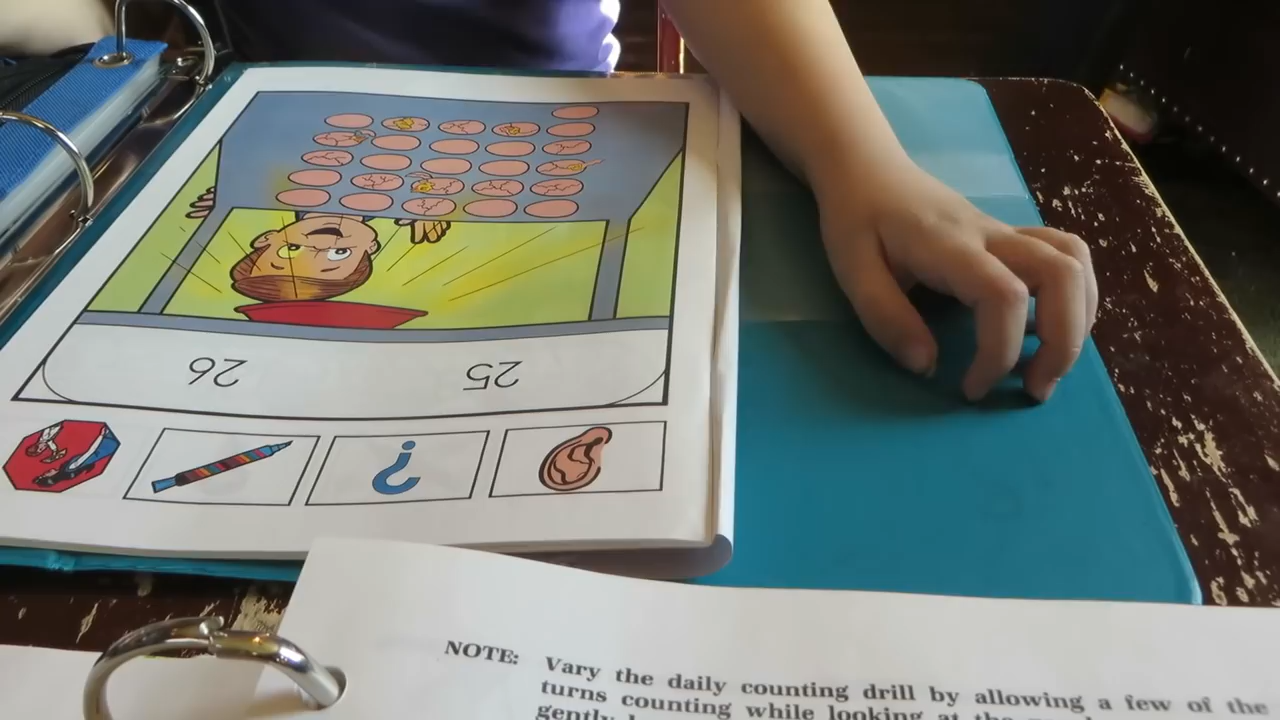 25 26
?
NOTE: Vary the daily counting drill by allowing a few of the
turns counting while looking at the
gently